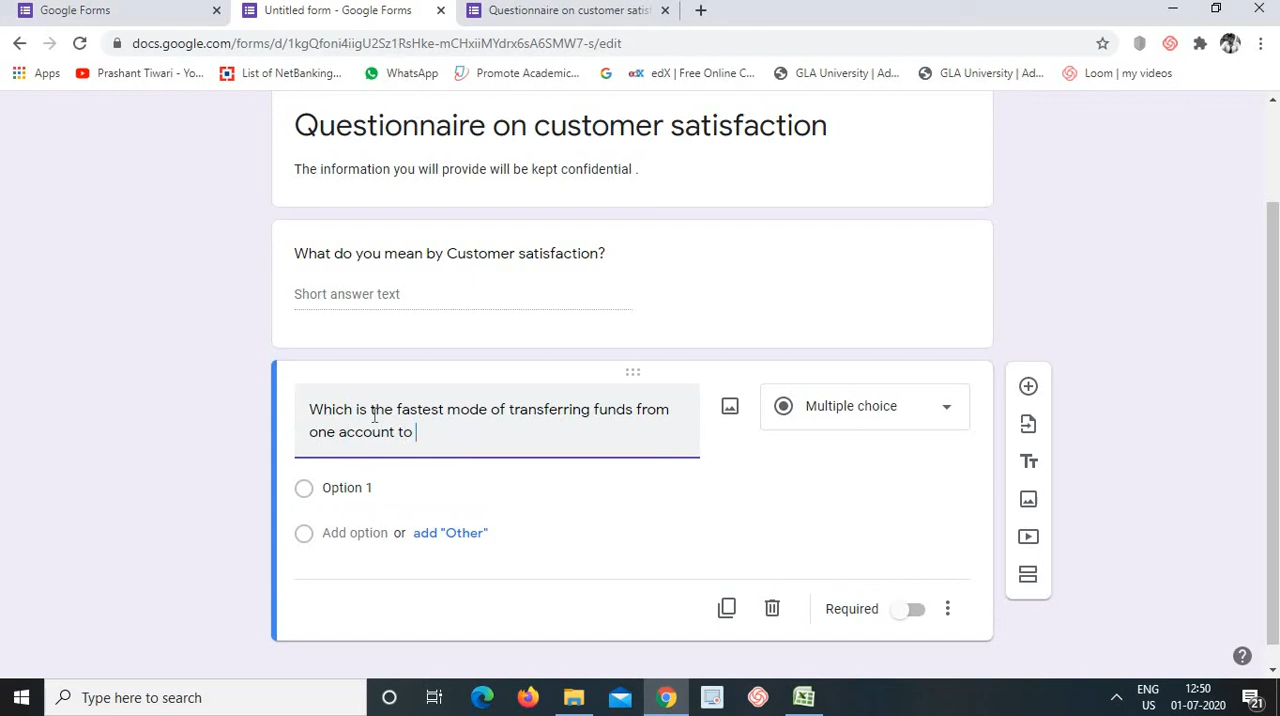 Google Forms
Untitled form - Google Forms
Questionnaire on customer satisf
docs.google.com/forms/d/1kgQfoni4iigU2Sz1RsHke-mCHxiiMYdrx6sA6SMW7-s/edit
Apps
Prashant Tiwari - Yo...
List of NetBanking...
WhatsApp
Promote Academic...
edX | Free Online C...
GLA University | Ad...
GLA University | Ad...
Loom | my videos
Questionnaire on customer satisfaction
The information you will provide will be kept confidential .
What do you mean by Customer satisfaction?
Short answer text
Which is the fastest mode of transferring funds from
one account to
Multiple choice
Option 1
Add option or add "Other"
Required
Type here to search
ENG
US
12:50
01-07-2020
21